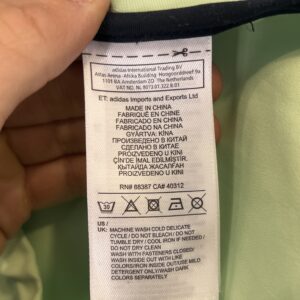 adidas International Trading BV
Atlas Arena - Afrika Building Hoogoorddreef 9a
1101 BA Amsterdam ZO The Netherlands
VAT NO. NL 8073.01.322.B.03
ET: adidas Imports and Exports Ltd
MADE IN CHINA
FABRIQUÉ EN CHINE
FABRICADO EN CHINA
FABRICADO NA CHINA
GYÁRTVA: KÍNA
ПРОИЗВЕДЕНО В КИТАЙ
СДЕЛАНО В КИТАЕ
PROIZVEDENO U KINI
ÇİN'DE İMAL EDİLMİŞTİR.
ҚЫТАЙДА ЖАСАЛҒАН
PROIZVEDENO U KINI
RN# 88387 CA# 40312
30
US /
UK: MACHINE WASH COLD DELICATE
CYCLE / DO NOT BLEACH / DO NOT
TUMBLE DRY / COOL IRON IF NEEDED /
DO NOT DRYCLEAN
WASH WITH FASTENERS CLOSED/
WASH INSIDE OUT WITH LIKE
COLORS/IRON INSIDE OUT/USE MILD
DETERGENT ONLY/WASH DARK
COLORS SEPARATELY